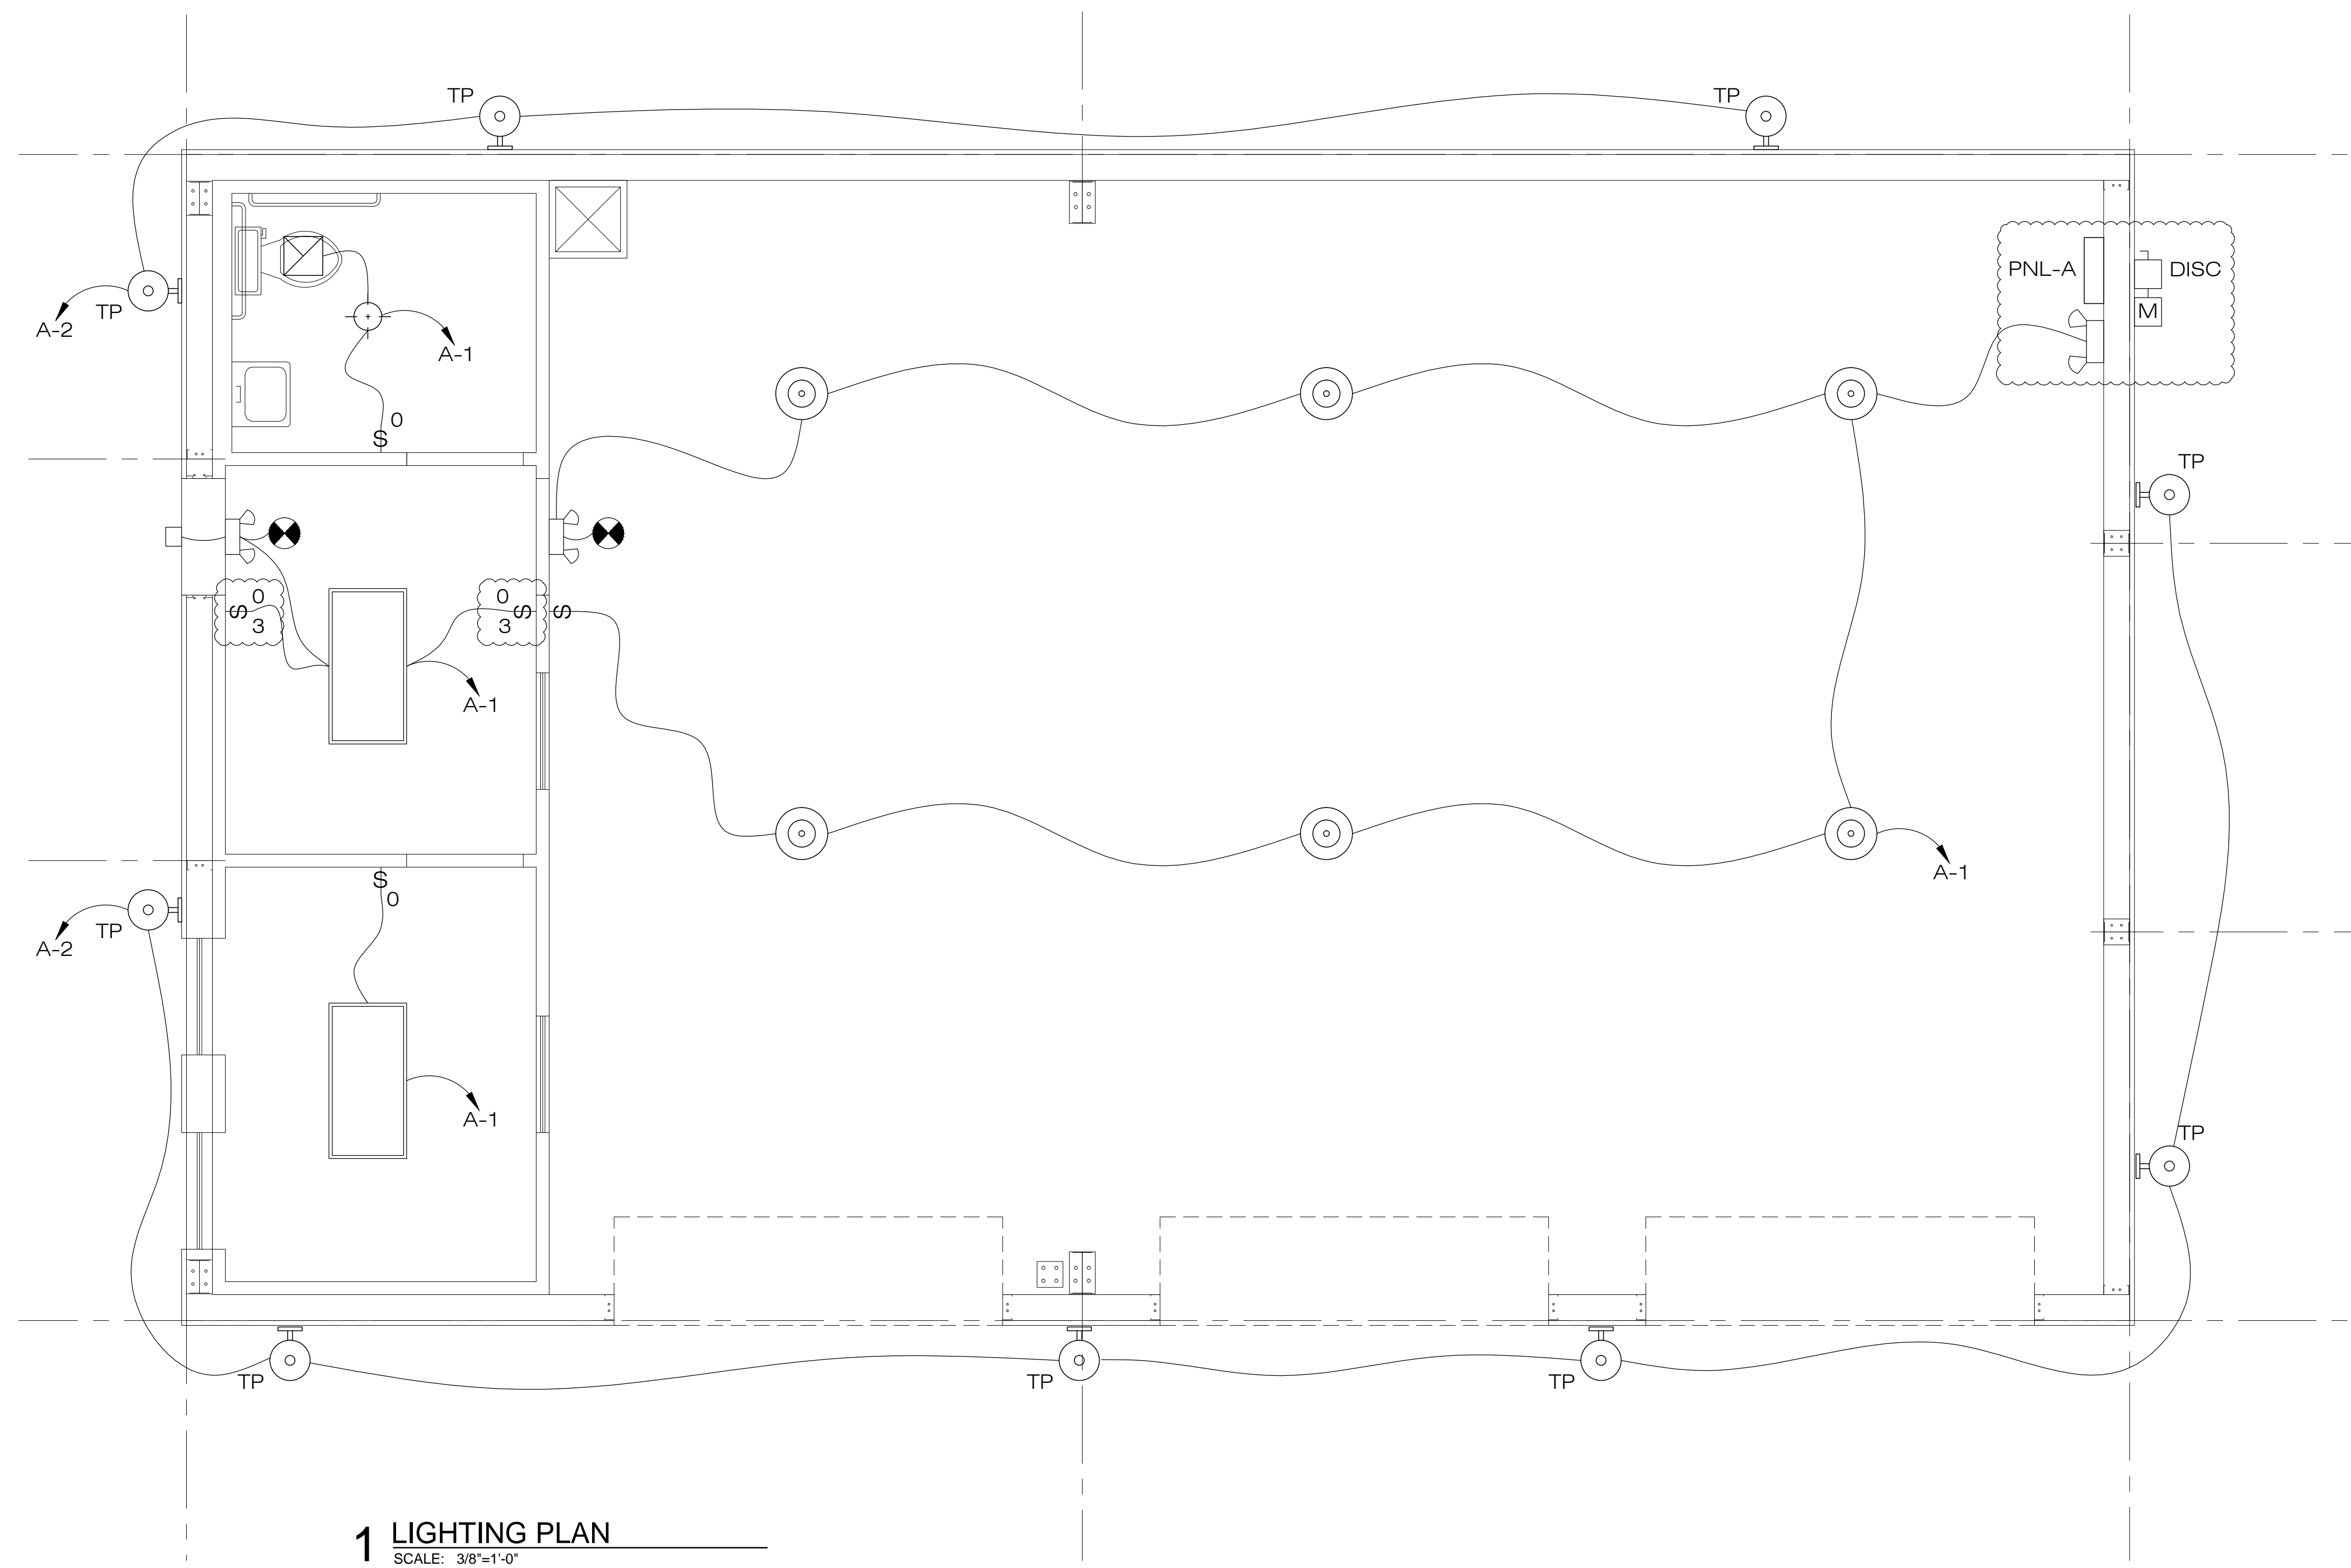 TP
TP
PNL-A
DISC
M
TP
A-2
A-1
S 0
TP
S 0
3
0
3 S
S
A-1
S
0
A-1
TP
A-2
A-1
TP
TP
TP
TP
1 LIGHTING PLAN
SCALE: 3/8"=1'-0"